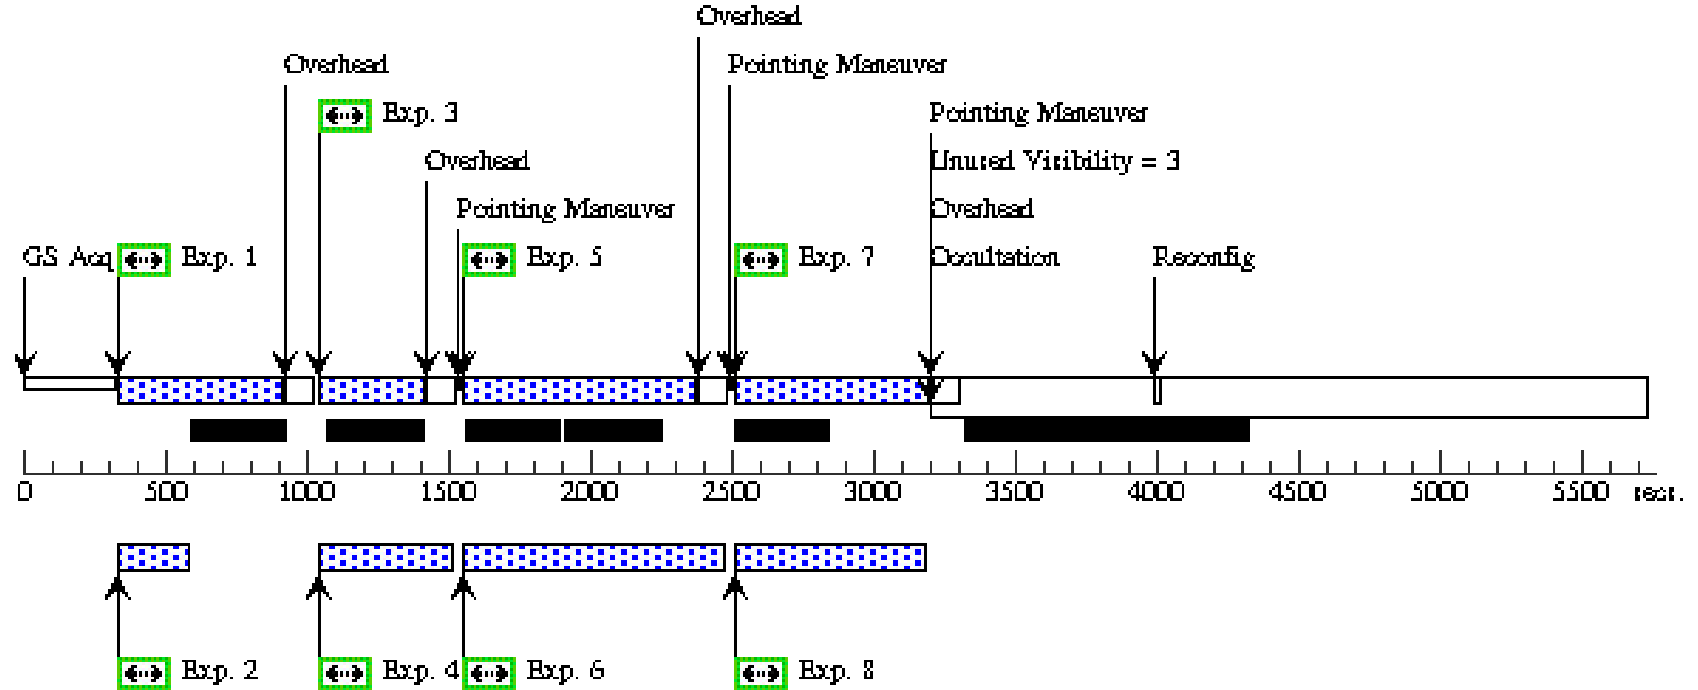 Overhead
Overhead
Pointing Maneuver
Exp. 3
Pointing Maneuver
Overhead
Unused Visibility = 3
Pointing Maneuver
Overhead
GS Acq
Exp. 1
Exp. 5
Exp. 7
Occultation
Reconfig
0 500 1000 1500 2000 2500 3000 3500 4000 4500 5000 5500 secs.
Exp. 2
Exp. 4
Exp. 6
Exp. 8